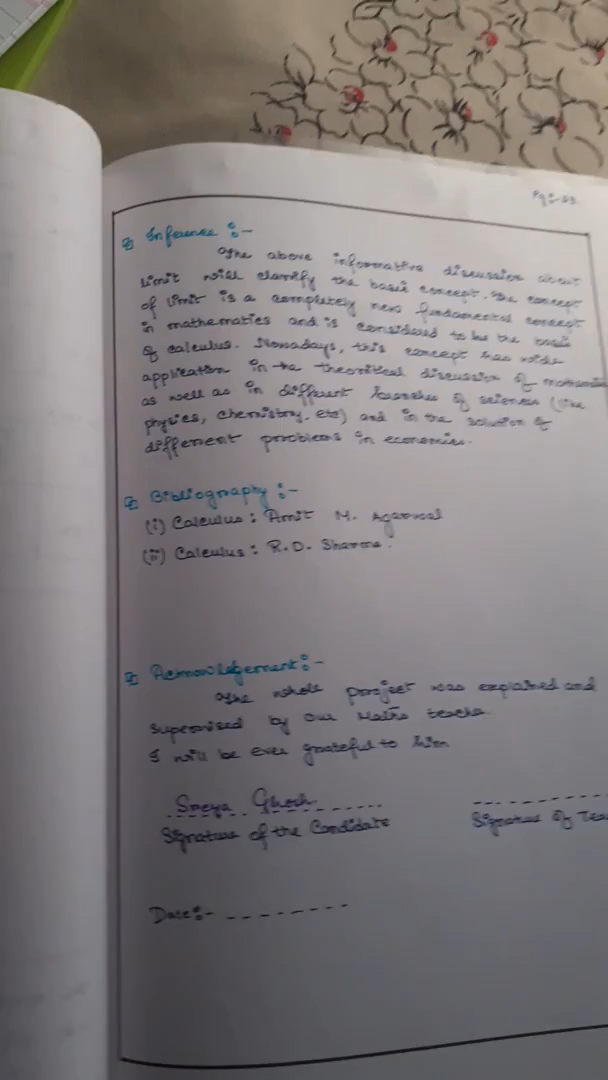 Inference :-
The above informative discussion about
limit will clarify the basic concept. The concept
of limit is a completely new fundamental concept
in mathematics and is considered to be the basis
of calculus. Nowadays, this concept has wide
application in the theoritical discussion of
as well as in different branches of science (like
physics, chemistry, etc) and in the solution of
different problems in economics.
Bibliography :-
(i) Calculus : Amit M. Agarwal
(ii) Calculus : R.D. Sharma.
Acknowledgement :-
The whole project was explained and
supervised by our Maths teacher
I will be ever grateful to him
Sreya Ghosh
Signature of the Candidate
Signature of
Date :-